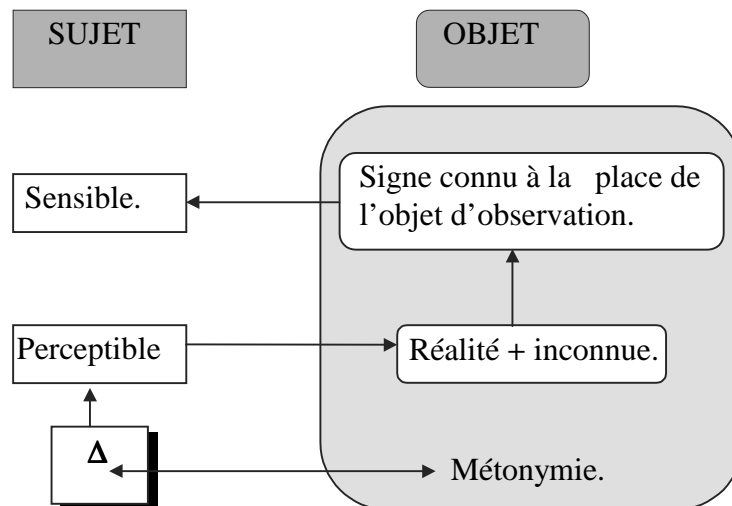 SUJET
OBJET
Signe connu à la place de
l’objet d’observation.
Sensible.
Perceptible
Réalité + inconnue.
Δ
Métonymie.